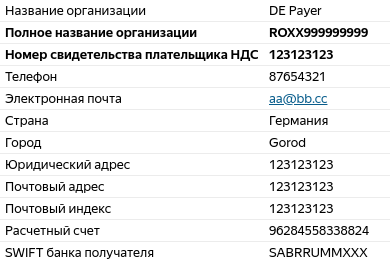 Название организации DE Payer
Полное название организации ROXX999999999
Номер свидетельства плательщика НДС 123123123
Телефон 87654321
Электронная почта aa@bb.cc
Страна Германия
Город Gorod
Юридический адрес 123123123
Почтовый адрес 123123123
Почтовый индекс 123123123
Расчетный счет 96284558338824
SWIFT банка получателя SABRRUMMXXX